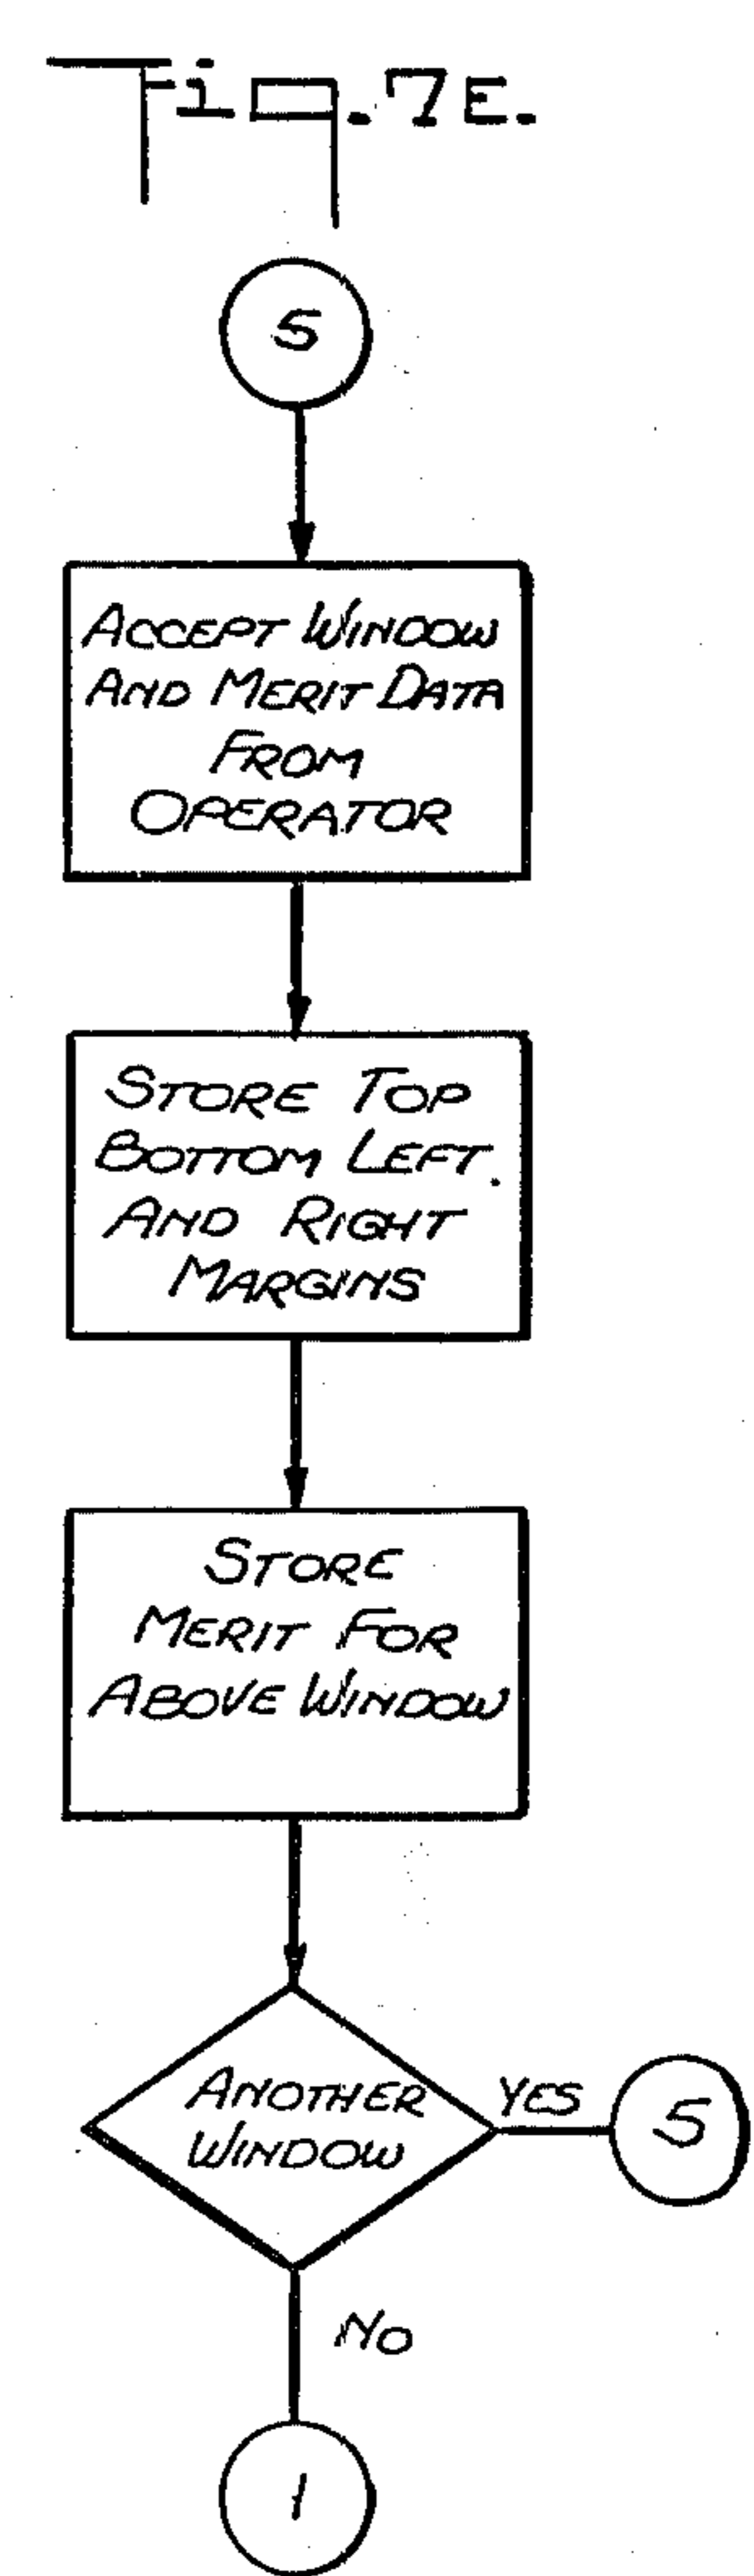 Fig. 7E.
5
ACCEPT WINDOW
AND MERIT DATA
FROM
OPERATOR
STORE TOP
BOTTOM LEFT
AND RIGHT
MARGINS
STORE
MERIT FOR
ABOVE WINDOW
ANOTHER
WINDOW
YES
5
NO
1